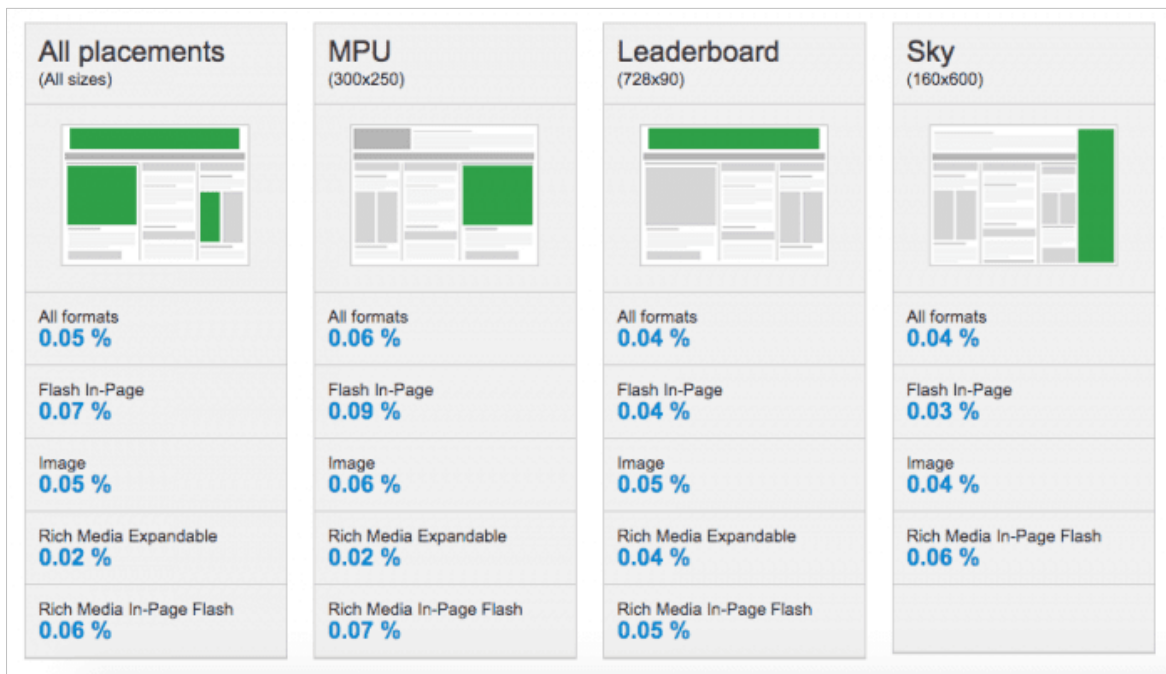 All placements
(All sizes)
All formats
0.05 %
Flash In-Page
0.07 %
Image
0.05 %
Rich Media Expandable
0.02 %
Rich Media In-Page Flash
0.06 %
MPU
(300x250)
All formats
0.06 %
Flash In-Page
0.09 %
Image
0.06 %
Rich Media Expandable
0.02 %
Rich Media In-Page Flash
0.07 %
Leaderboard
(728x90)
All formats
0.04 %
Flash In-Page
0.04 %
Image
0.05 %
Rich Media Expandable
0.04 %
Rich Media In-Page Flash
0.05 %
Sky
(160x600)
All formats
0.04 %
Flash In-Page
0.03 %
Image
0.04 %
Rich Media In-Page Flash
0.06 %